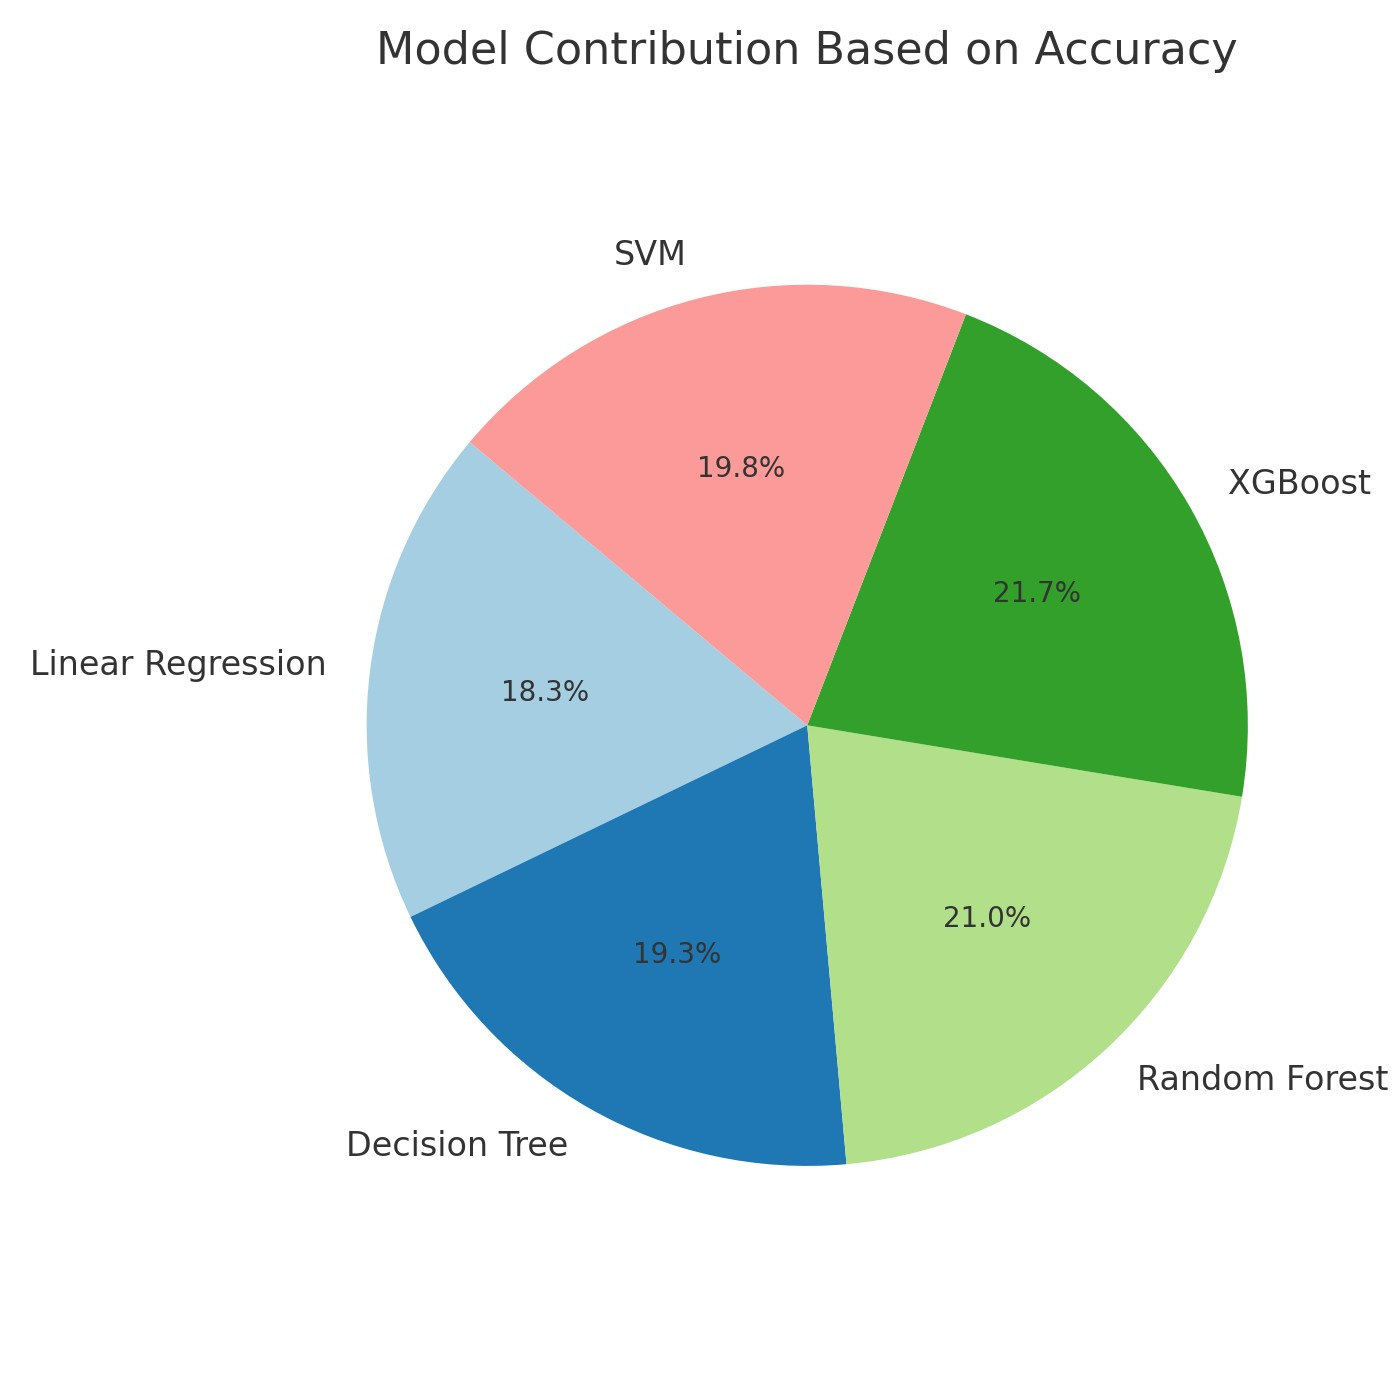 Model Contribution Based on Accuracy
SVM
19.8%
XGBoost
21.7%
Linear Regression
18.3%
21.0%
19.3%
Random Forest
Decision Tree